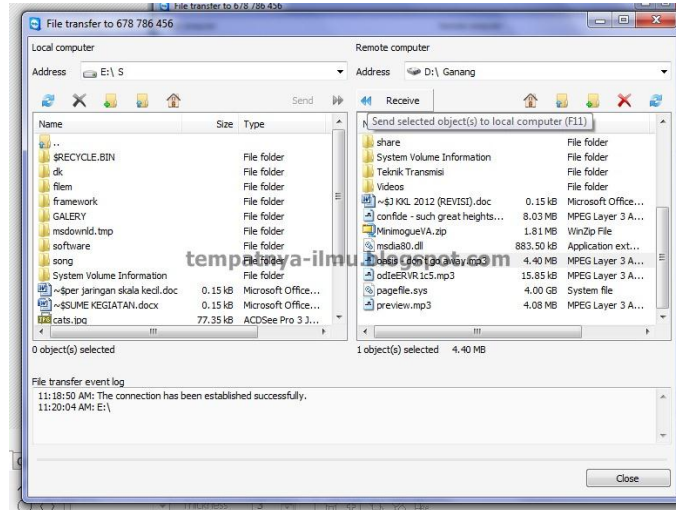 File transfer to 678 786 456
File transfer to 678 786 456
Local computer
Remote computer
Address E:\ S
Address D:\ Ganang
Send
Receive
Send selected object(s) to local computer (F11)
Name Size Type
..
$RECYCLE.BIN File folder
dk File folder
filem File folder
framework File folder
GALERY File folder
msdownld.tmp File folder
software File folder
song File folder
System Volume Information File folder
~$per jaringan skala kecil.doc 0.15 kB Microsoft Office...
~$SUME KEGIATAN.docx 0.15 kB Microsoft Office...
cats.jpg 77.35 kB ACDSee Pro 3 J...
share File folder
System Volume Information File folder
Teknik Transmisi File folder
Videos File folder
~$J KKL 2012 (REVISI).doc 0.15 kB Microsoft Office...
confide - such great heights... 8.03 MB MPEG Layer 3 A...
MinimogueVA.zip 1.81 MB WinZip File
msdia80.dll 883.50 kB Application ext...
oasis - don't go away.mp3 4.40 MB MPEG Layer 3 A...
odIeERVR1c5.mp3 15.85 kB MPEG Layer 3 A...
pagefile.sys 4.00 GB System file
preview.mp3 4.08 MB MPEG Layer 3 A...
tempatnya-ilmu.blogspot.com
0 object(s) selected
1 object(s) selected 4.40 MB
File transfer event log
11:18:50 AM: The connection has been established successfully.
11:20:04 AM: E:\
Close